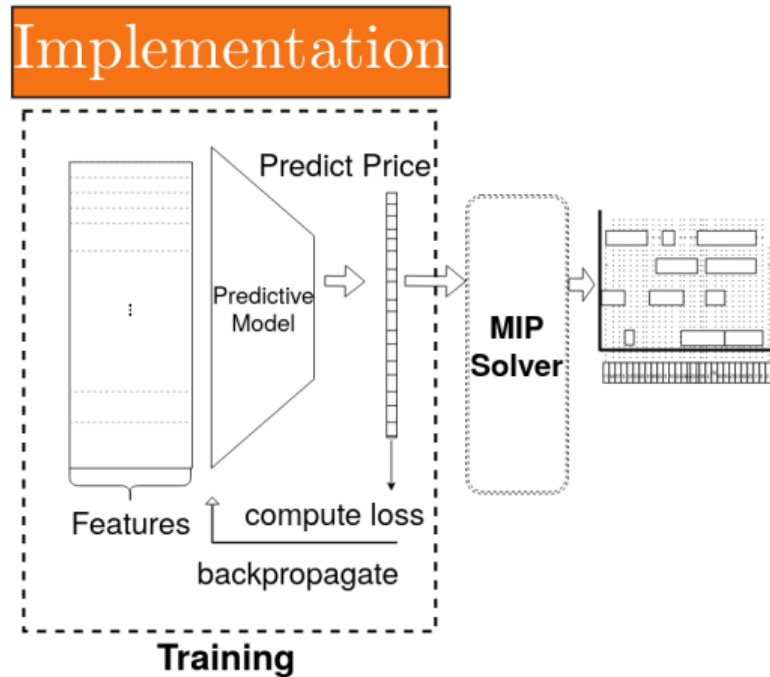 Implementation
Predict Price
Predictive
Model
MIP
Solver
Features
compute loss
backpropagate
Training